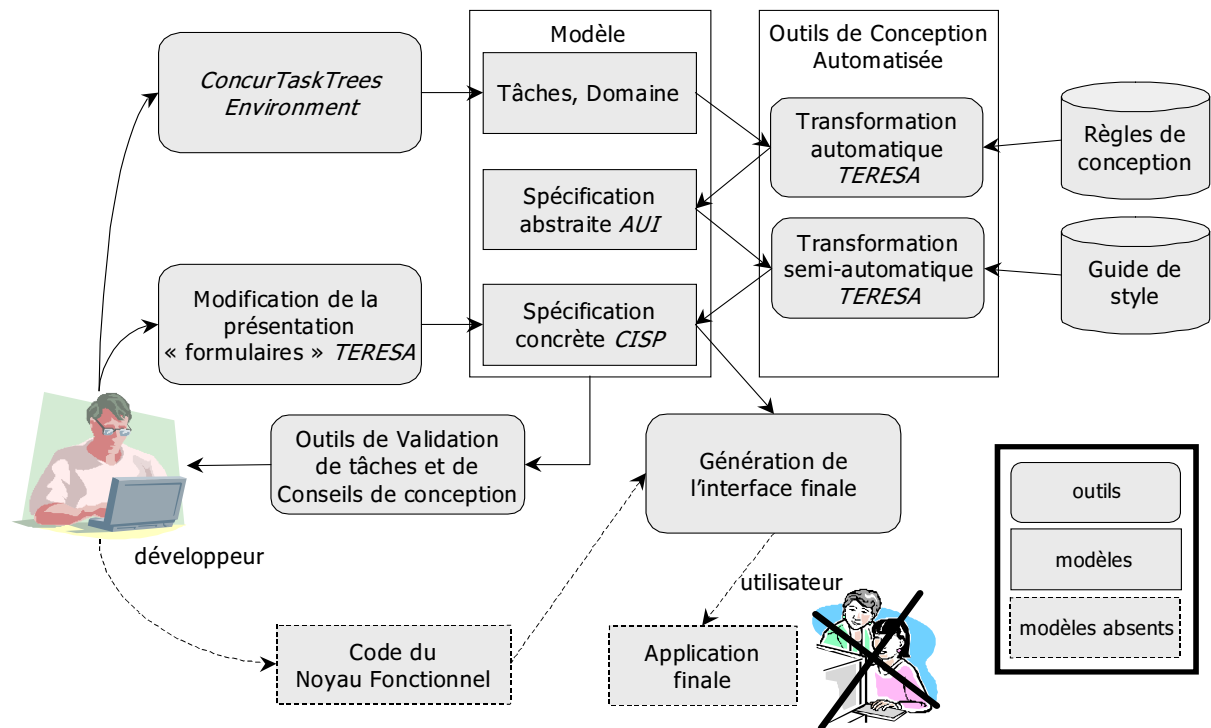 ConcurTaskTrees
Environment
Modèle
Tâches, Domaine
Spécification
abstraite AUI
Spécification
concrète CISP
Outils de Conception
Automatisée
Transformation
automatique
TERESA
Transformation
semi-automatique
TERESA
Règles de
conception
Guide de
style
Modification de la
présentation
« formulaires » TERESA
Outils de Validation
de tâches et de
Conseils de conception
Génération de
l'interface finale
développeur
utilisateur
Code du
Noyau Fonctionnel
Application
finale
outils
modèles
modèles absents